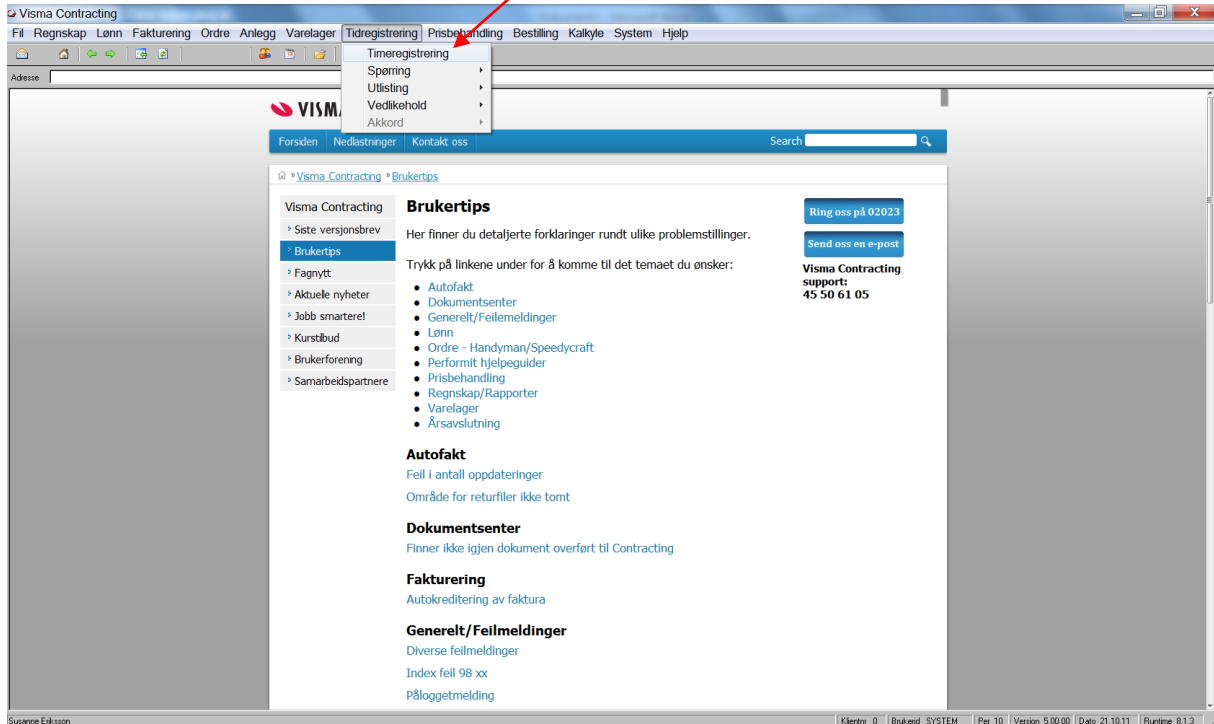 Visma Contracting
Fil Regnskap Lønn Fakturering Ordre Anlegg Varelager Tidregistrering Prisbehandling Bestilling Kalkyle System Hjelp
Timeregistrering
Spørring
Utlisting
Vedlikehold
Akkord
Adresse
VISMA
Forsiden Nedlastninger Kontakt oss Search
» Visma Contracting » Brukertips
Visma Contracting
Siste versjonsbrev
Brukertips
Fagnytt
Aktuelle nyheter
Jobb smartere!
Kurstilbud
Brukerforening
Samarbeidspartnere
Brukertips
Her finner du detaljerte forklaringer rundt ulike problemstillinger.
Trykk på linkene under for å komme til det temaet du ønsker:
• Autofakt
• Dokumentsenter
• Generelt/Feilemeldinger
• Lønn
• Ordre - Handyman/Speedycraft
• Performit hjelpeguider
• Prisbehandling
• Regnskap/Rapporter
• Varelager
• Årsavslutning
Autofakt
Feil i antall oppdateringer
Område for returfiler ikke tomt
Dokumentsenter
Finner ikke igjen dokument overført til Contracting
Fakturering
Autokreditering av faktura
Generelt/Feilmeldinger
Diverse feilmeldinger
Index feil 98 xx
Påloggetmelding
Ring oss på 02023
Send oss en e-post
Visma Contracting
support:
45 50 61 05
Susanne Eriksson Klientnr 0 Brukerid SYSTEM Per 10 Version 5.00.00 Dato 21.10.11 Runtime 8.1.3